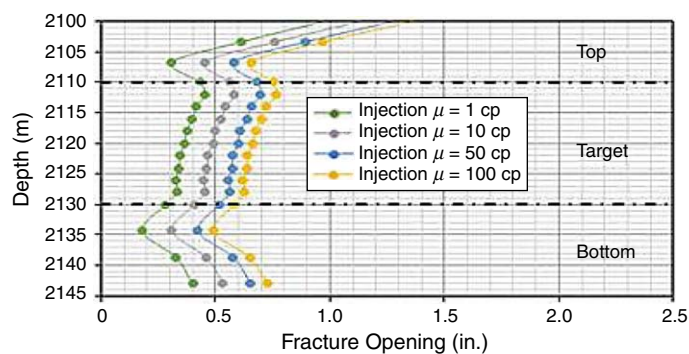 2100
2105
2110
2115
2120
2125
2130
2135
2140
2145
Depth (m)
Top
Target
Bottom
Injection μ = 1 cp
Injection μ = 10 cp
Injection μ = 50 cp
Injection μ = 100 cp
0 0.5 1.0 1.5 2.0 2.5
Fracture Opening (in.)